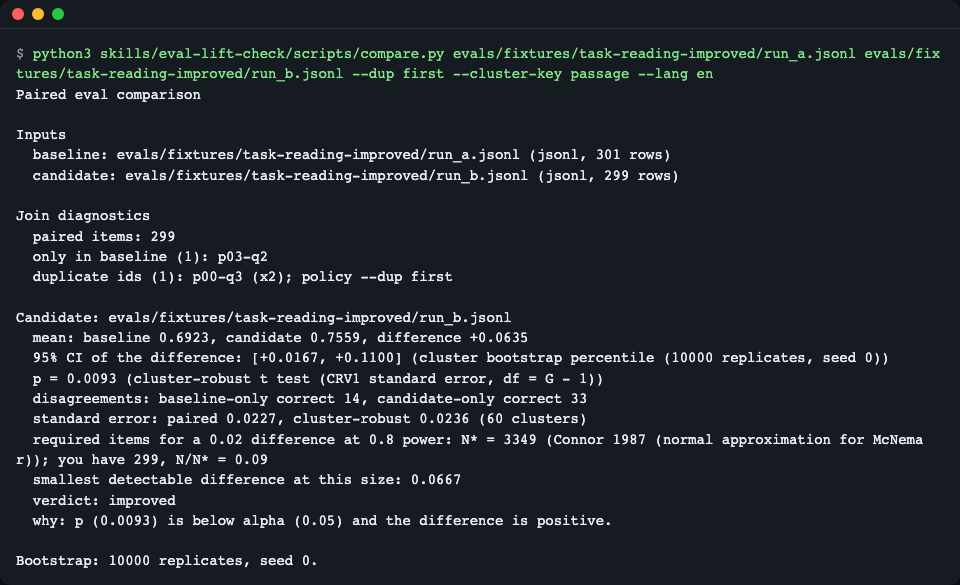 $ python3 skills/eval-lift-check/scripts/compare.py evals/fixtures/task-reading-improved/run_a.jsonl evals/fix
tures/task-reading-improved/run_b.jsonl --dup first --cluster-key passage --lang en
Paired eval comparison
Inputs
baseline: evals/fixtures/task-reading-improved/run_a.jsonl (jsonl, 301 rows)
candidate: evals/fixtures/task-reading-improved/run_b.jsonl (jsonl, 299 rows)
Join diagnostics
paired items: 299
only in baseline (1): p03-q2
duplicate ids (1): p00-q3 (x2); policy --dup first
Candidate: evals/fixtures/task-reading-improved/run_b.jsonl
mean: baseline 0.6923, candidate 0.7559, difference +0.0635
95% CI of the difference: [+0.0167, +0.1100] (cluster bootstrap percentile (10000 replicates, seed 0))
p = 0.0093 (cluster-robust t test (CRV1 standard error, df = G - 1))
disagreements: baseline-only correct 14, candidate-only correct 33
standard error: paired 0.0227, cluster-robust 0.0236 (60 clusters)
required items for a 0.02 difference at 0.8 power: N* = 3349 (Connor 1987 (normal approximation for McNema
r)); you have 299, N/N* = 0.09
smallest detectable difference at this size: 0.0667
verdict: improved
why: p (0.0093) is below alpha (0.05) and the difference is positive.
Bootstrap: 10000 replicates, seed 0.